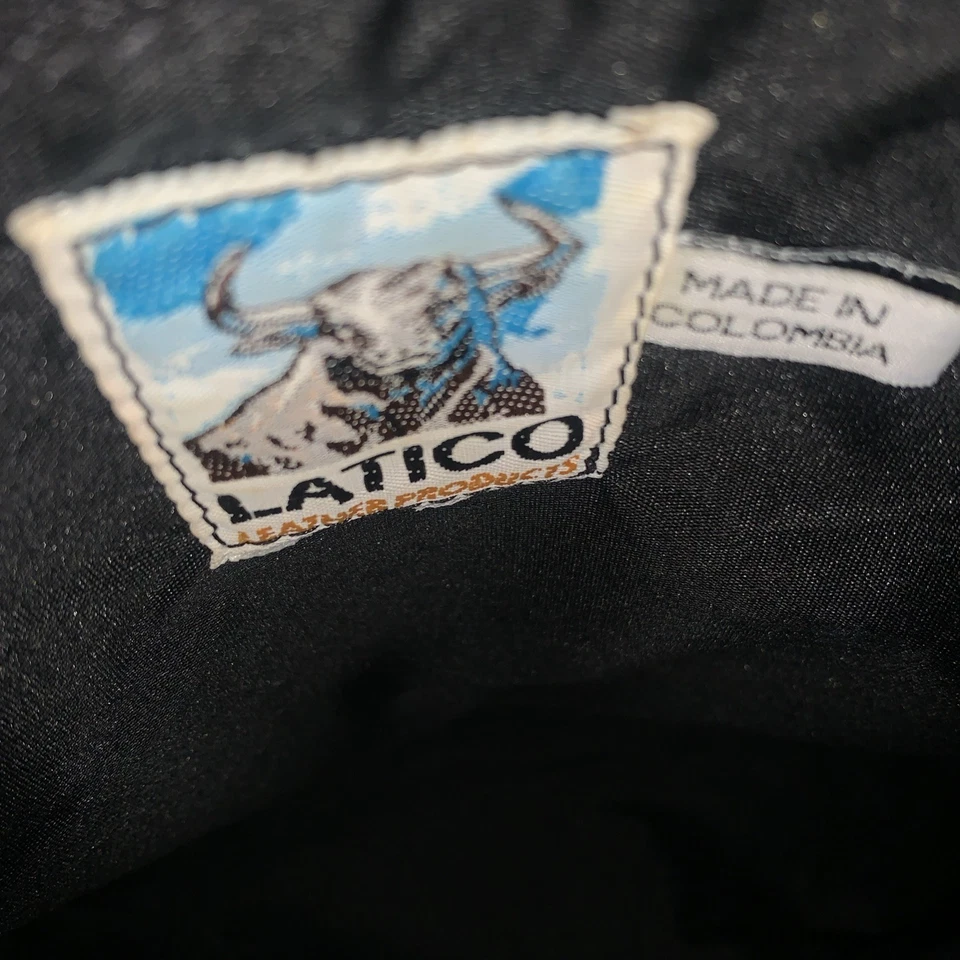 LATICO
LEATHER PRODUCTS
MADE IN
COLOMBIA